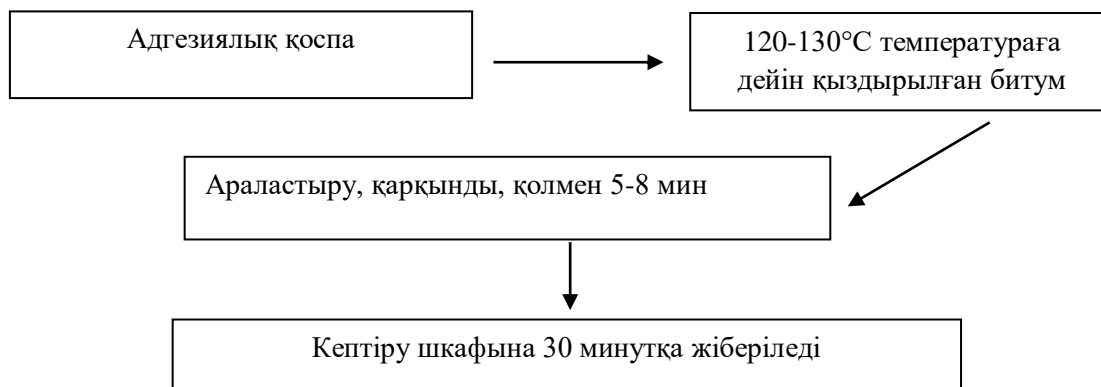 Адгезиялық қоспа
120-130°С температураға
дейін қыздырылған битум
Араластыру, қарқынды, қолмен 5-8 мин
Кептіру шкафына 30 минутқа жіберіледі